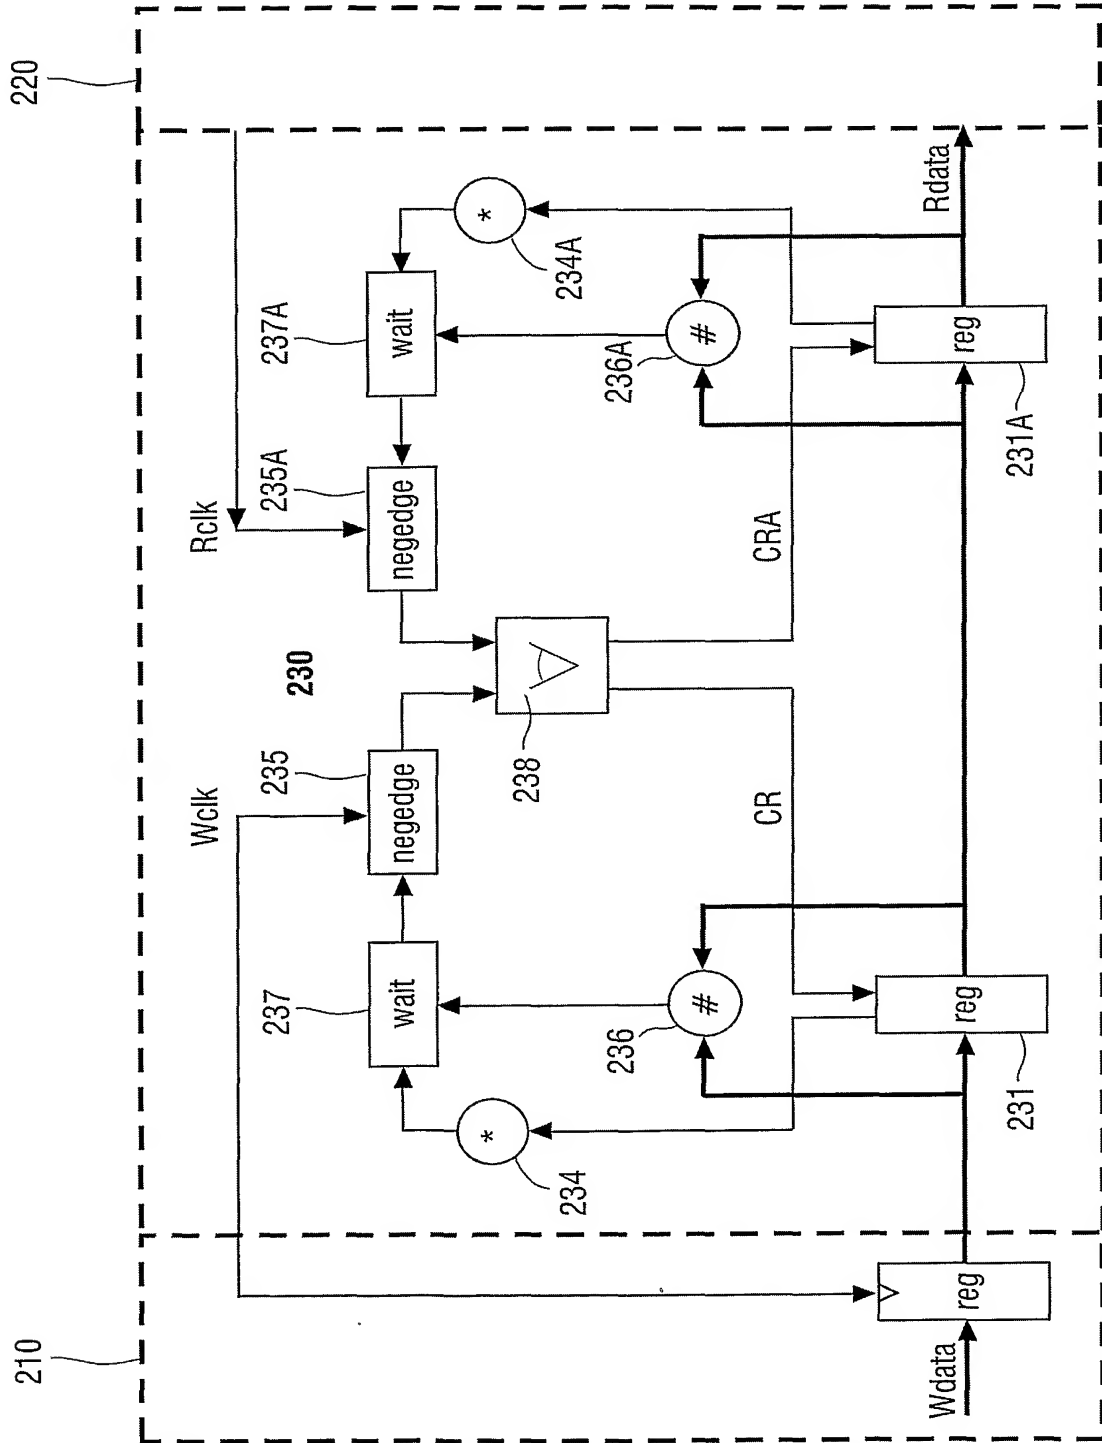 210
220
230
Wclk
Rclk
235
235A
237
237A
wait
negedge
negedge
wait
238
234
*
236
#
236A
#
234A
*
CR
CRA
Wdata
reg
reg
231
reg
231A
Rdata